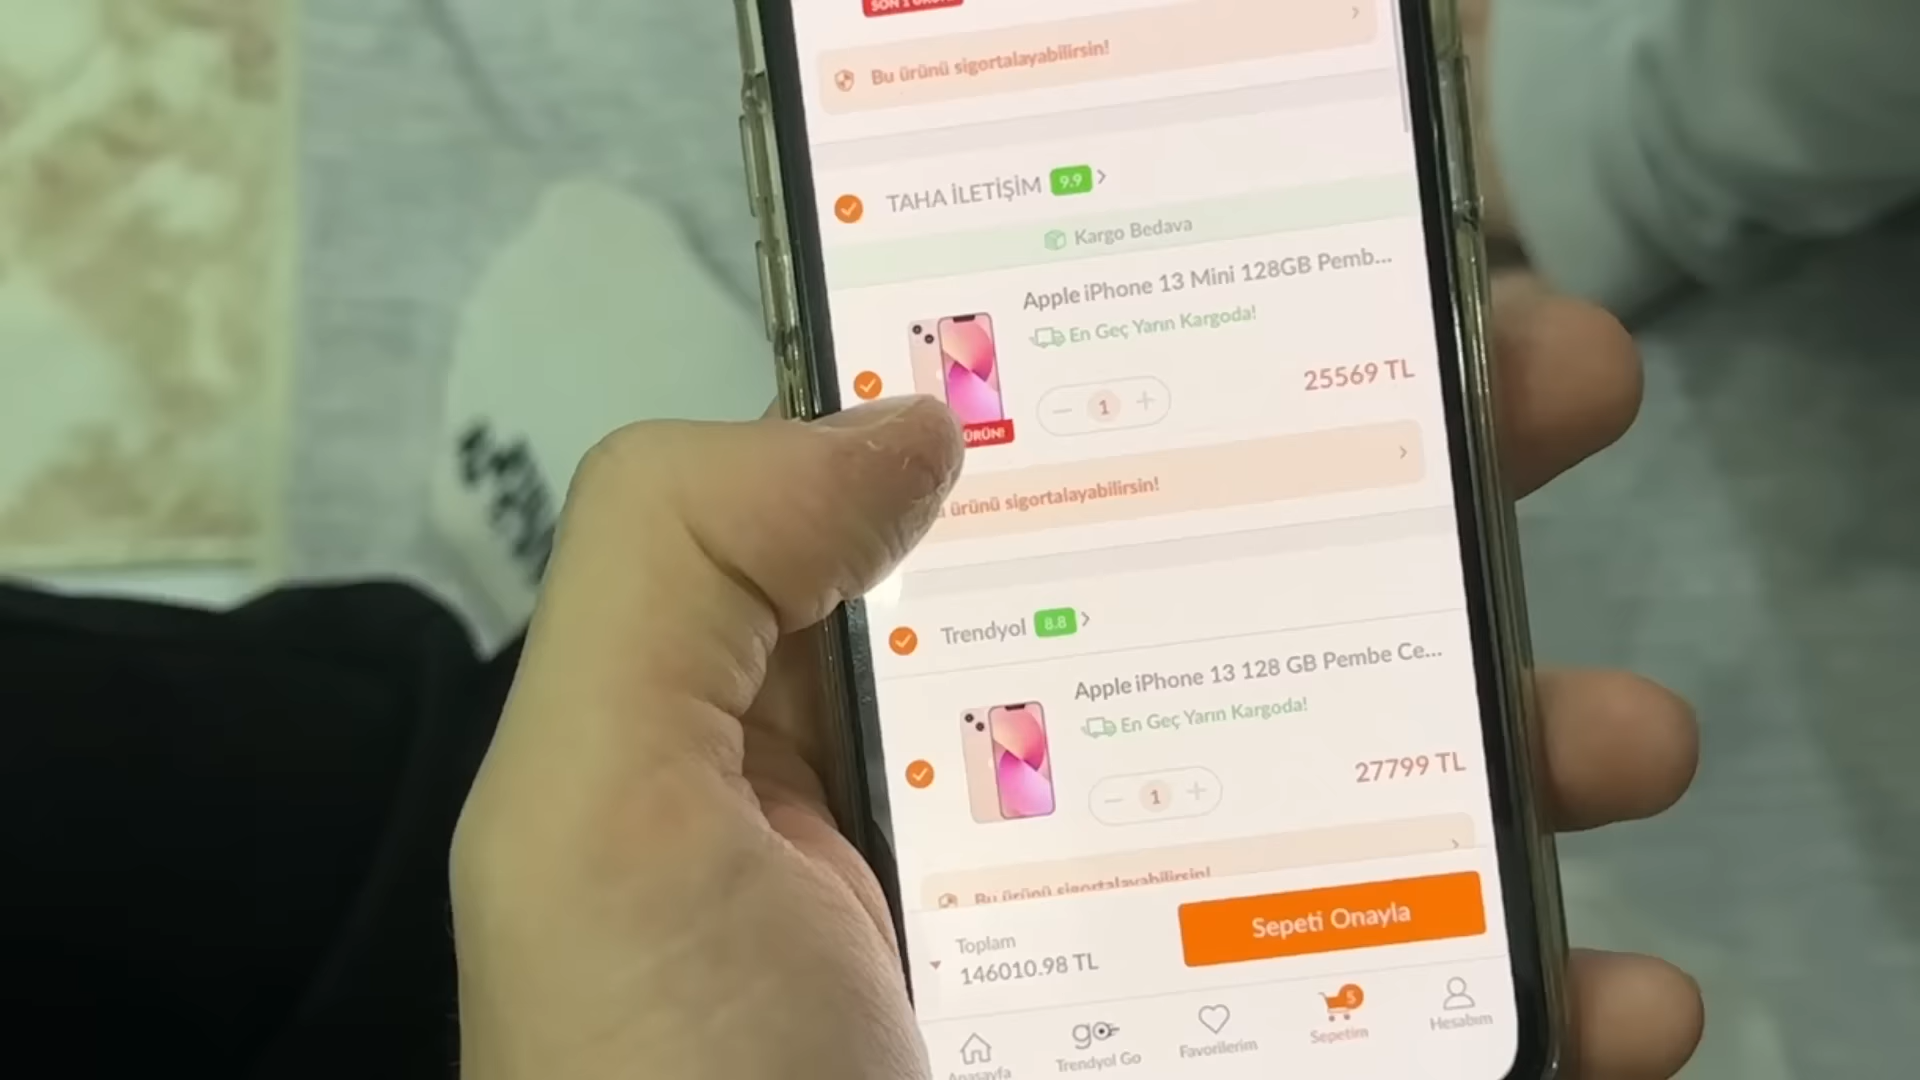 SON 1 ÜRÜN!
Bu ürünü sigortalayabilirsin!
TAHA İLETİŞİM 9.9
Kargo Bedava
Apple iPhone 13 Mini 128GB Pemb...
En Geç Yarın Kargoda!
25569 TL
1
ÜRÜN!
ürünü sigortalayabilirsin!
Trendyol 8.8
Apple iPhone 13 128 GB Pembe Ce...
En Geç Yarın Kargoda!
27799 TL
1
Bu ürünü sigortalayabilirsin!
Toplam
146010.98 TL
Sepeti Onayla
5
go
Anasayfa
Trendyol Go
Favorilerim
Sepetim
Hesabım